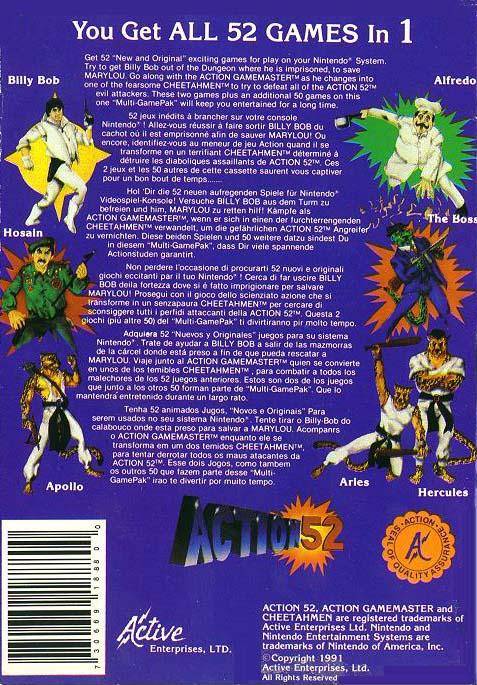 You Get ALL 52 GAMES In 1
Get 52 "New and Original" exciting games for play on your Nintendo® System.
Try to get Billy Bob out of the Dungeon where he is imprisoned, to save
MARYLOU. Go along with the ACTION GAMEMASTER™ as he changes into
one of the fearsome CHEETAHMEN™ to try to defeat all of the ACTION 52™
evil attackers. These two games plus an additional 50 games on this
one "Multi-GamePak" will keep you entertained for a long time.
Billy Bob
Alfredo
52 jeux inédits à brancher sur votre console
Nintendo® ! Allez-vous réussir à faire sortir BILLY BOB du
cachot où il est emprisonné afin de sauver MARYLOU! Ou
encore, identifiez-vous au meneur de jeu Action quand il se
transforme en un terrifiant CHEETAHMEN™ déterminé à
détruire les diaboliques assaillants de ACTION 52™. Ces
2 jeux et les 50 autres de cette cassette sauront vous captiver
pour un bon bout de temps.......
Hosain
The Boss
Hol 'Dir die 52 neuen aufregenden Spiele für Nintendo®
Videospiel-Konsole! Versuche BILLY BOB aus dem Turm zu
befreien und him, MARYLOU zu retten hilf! Kämpfe als
ACTION GAMEMASTER™, wenn er sich in einen der furchterregenden
CHEETAHMEN™ verwandelt, um die gefährlichen ACTION 52™ Angreifer
zu vernichten. Diese beiden Spielen und 50 weitere dazu sindest Du
in diesem "Multi-GamePak", dass Dir viele spannende
Actionstuden garantirt.
Non perdere l'occasione di procurarti 52 nuovi e originali
giochi eccitanti per il tuo Nintendo® ! Cerca di far uscire BILLY
BOB deila fortezza dove si é fatto imprigionare per salvare
MARYLOU! Prosegui con il gioco dello scienziato azione che si
transforme in un senzapaura CHEETAHMEN™ per cercare di
sconsiggere tutti i perfidi attaccanti della ACTION 52™. Questa 2
giochi (piu altre 50) del "Multi-GamePak" ti divertiranno pir molto tempo.
Adquiera 52 "Nuevos y Originales" juegos para su sistema
Nintendo®. Trate de ayudar a BILLY BOB a salir de las mazmorras
de la cárcel donde está preso a fin de que pueda rescatar a
MARYLOU. Viaje junto al ACTION GAMEMASTER™ quien se convierte
en unos de los temibles CHEETAHMEN™, para combatir a todos los
malechores de los 52 juegos anteriores. Estos son dos de los juegos
que junto a los otros 50 forman parte de "Multi-GamePak". Que lo
mantendrá entretenido durante un largo rato.
Tenha 52 animados Jugos, "Novos e Originais" Para
serem usados no seu sistema Nintendo®. Tente tirar o Billy-Bob do
calabouco onde esta preso para salvar a MARYLOU. Acompanrs
o ACTION GAMEMASTER™ enquanto ele se
transforma em um dos temidos CHEETAHMEN™,
para tentar derrotar todos os maus atacantes da
ACTION 52™. Esse dois Jogos, como tambem
os outros 50 que fazem parte desse "Multi-
GamePak" irao te divertir por muito tempo.
Apollo
Aries
Hercules
ACTION 52
ACTION
SEAL OF QUALITY ASSURANCE
Active
Enterprises, LTD.
ACTION 52, ACTION GAMEMASTER and
CHEETAHMEN are registered trademarks of
Active Enterprises Ltd. Nintendo and
Nintendo Entertainment Systems are
trademarks of Nintendo of America, Inc.
©Copyright 1991
Active Enterprises, Ltd.
All Rights Reserved